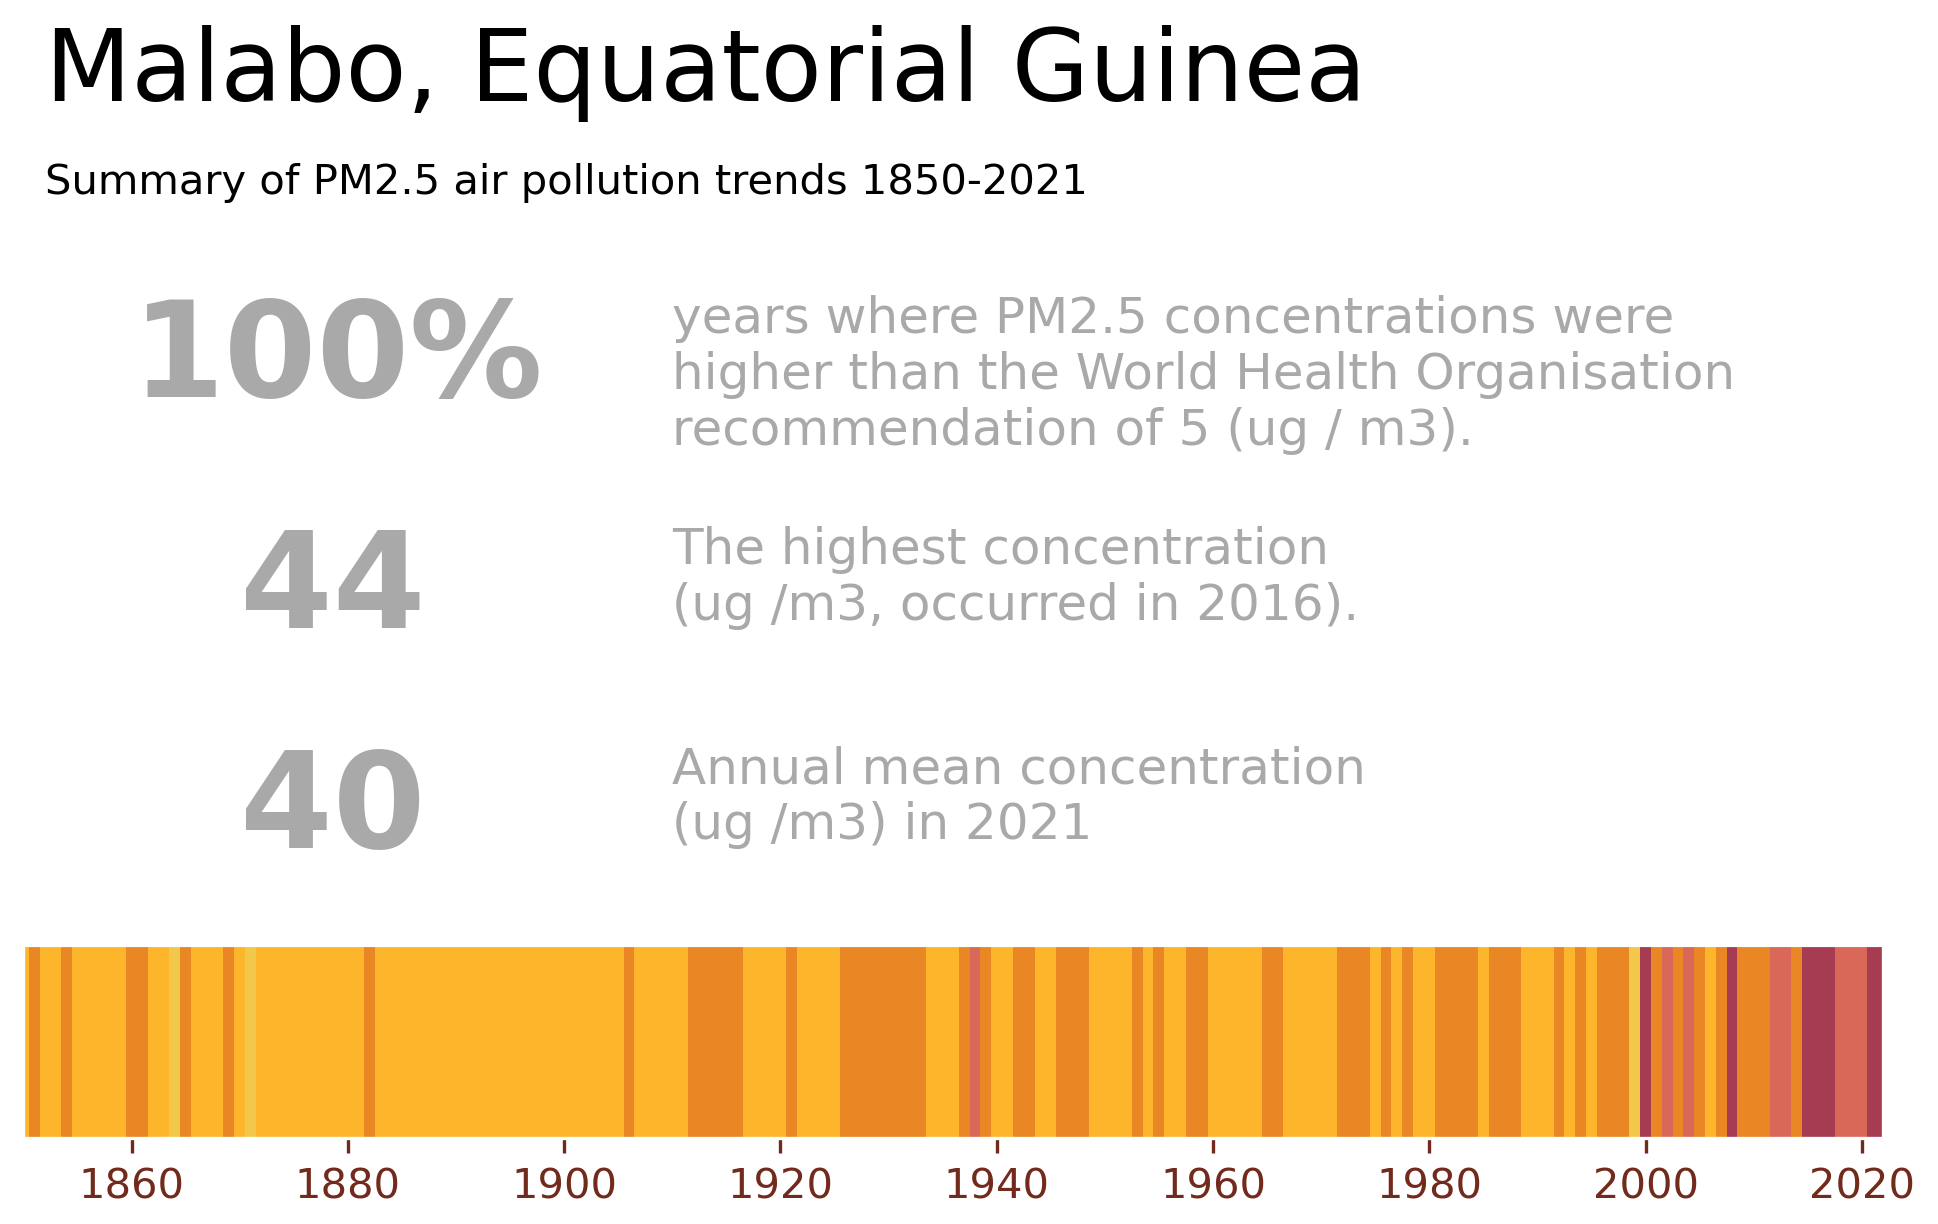 Malabo, Equatorial Guinea
Summary of PM2.5 air pollution trends 1850-2021
100%
years where PM2.5 concentrations were
higher than the World Health Organisation
recommendation of 5 (ug / m3).
44
The highest concentration
(ug /m3, occurred in 2016).
40
Annual mean concentration
(ug /m3) in 2021
1860 1880 1900 1920 1940 1960 1980 2000 2020